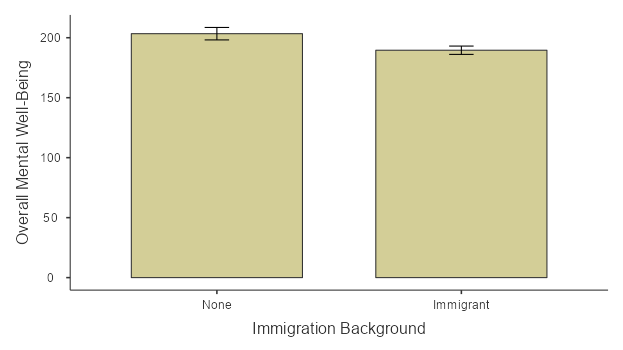 Overall Mental Well-Being
200
150
100
50
0
None
Immigrant
Immigration Background